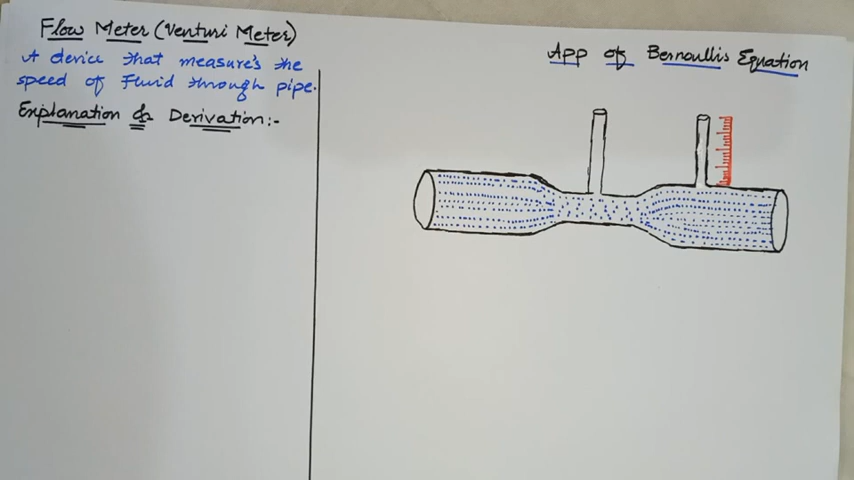 Flow Meter (Venturi Meter)
A device that measure's the
speed of fluid through pipe.
Explanation & Derivation:-
App of Bernoullis Equation